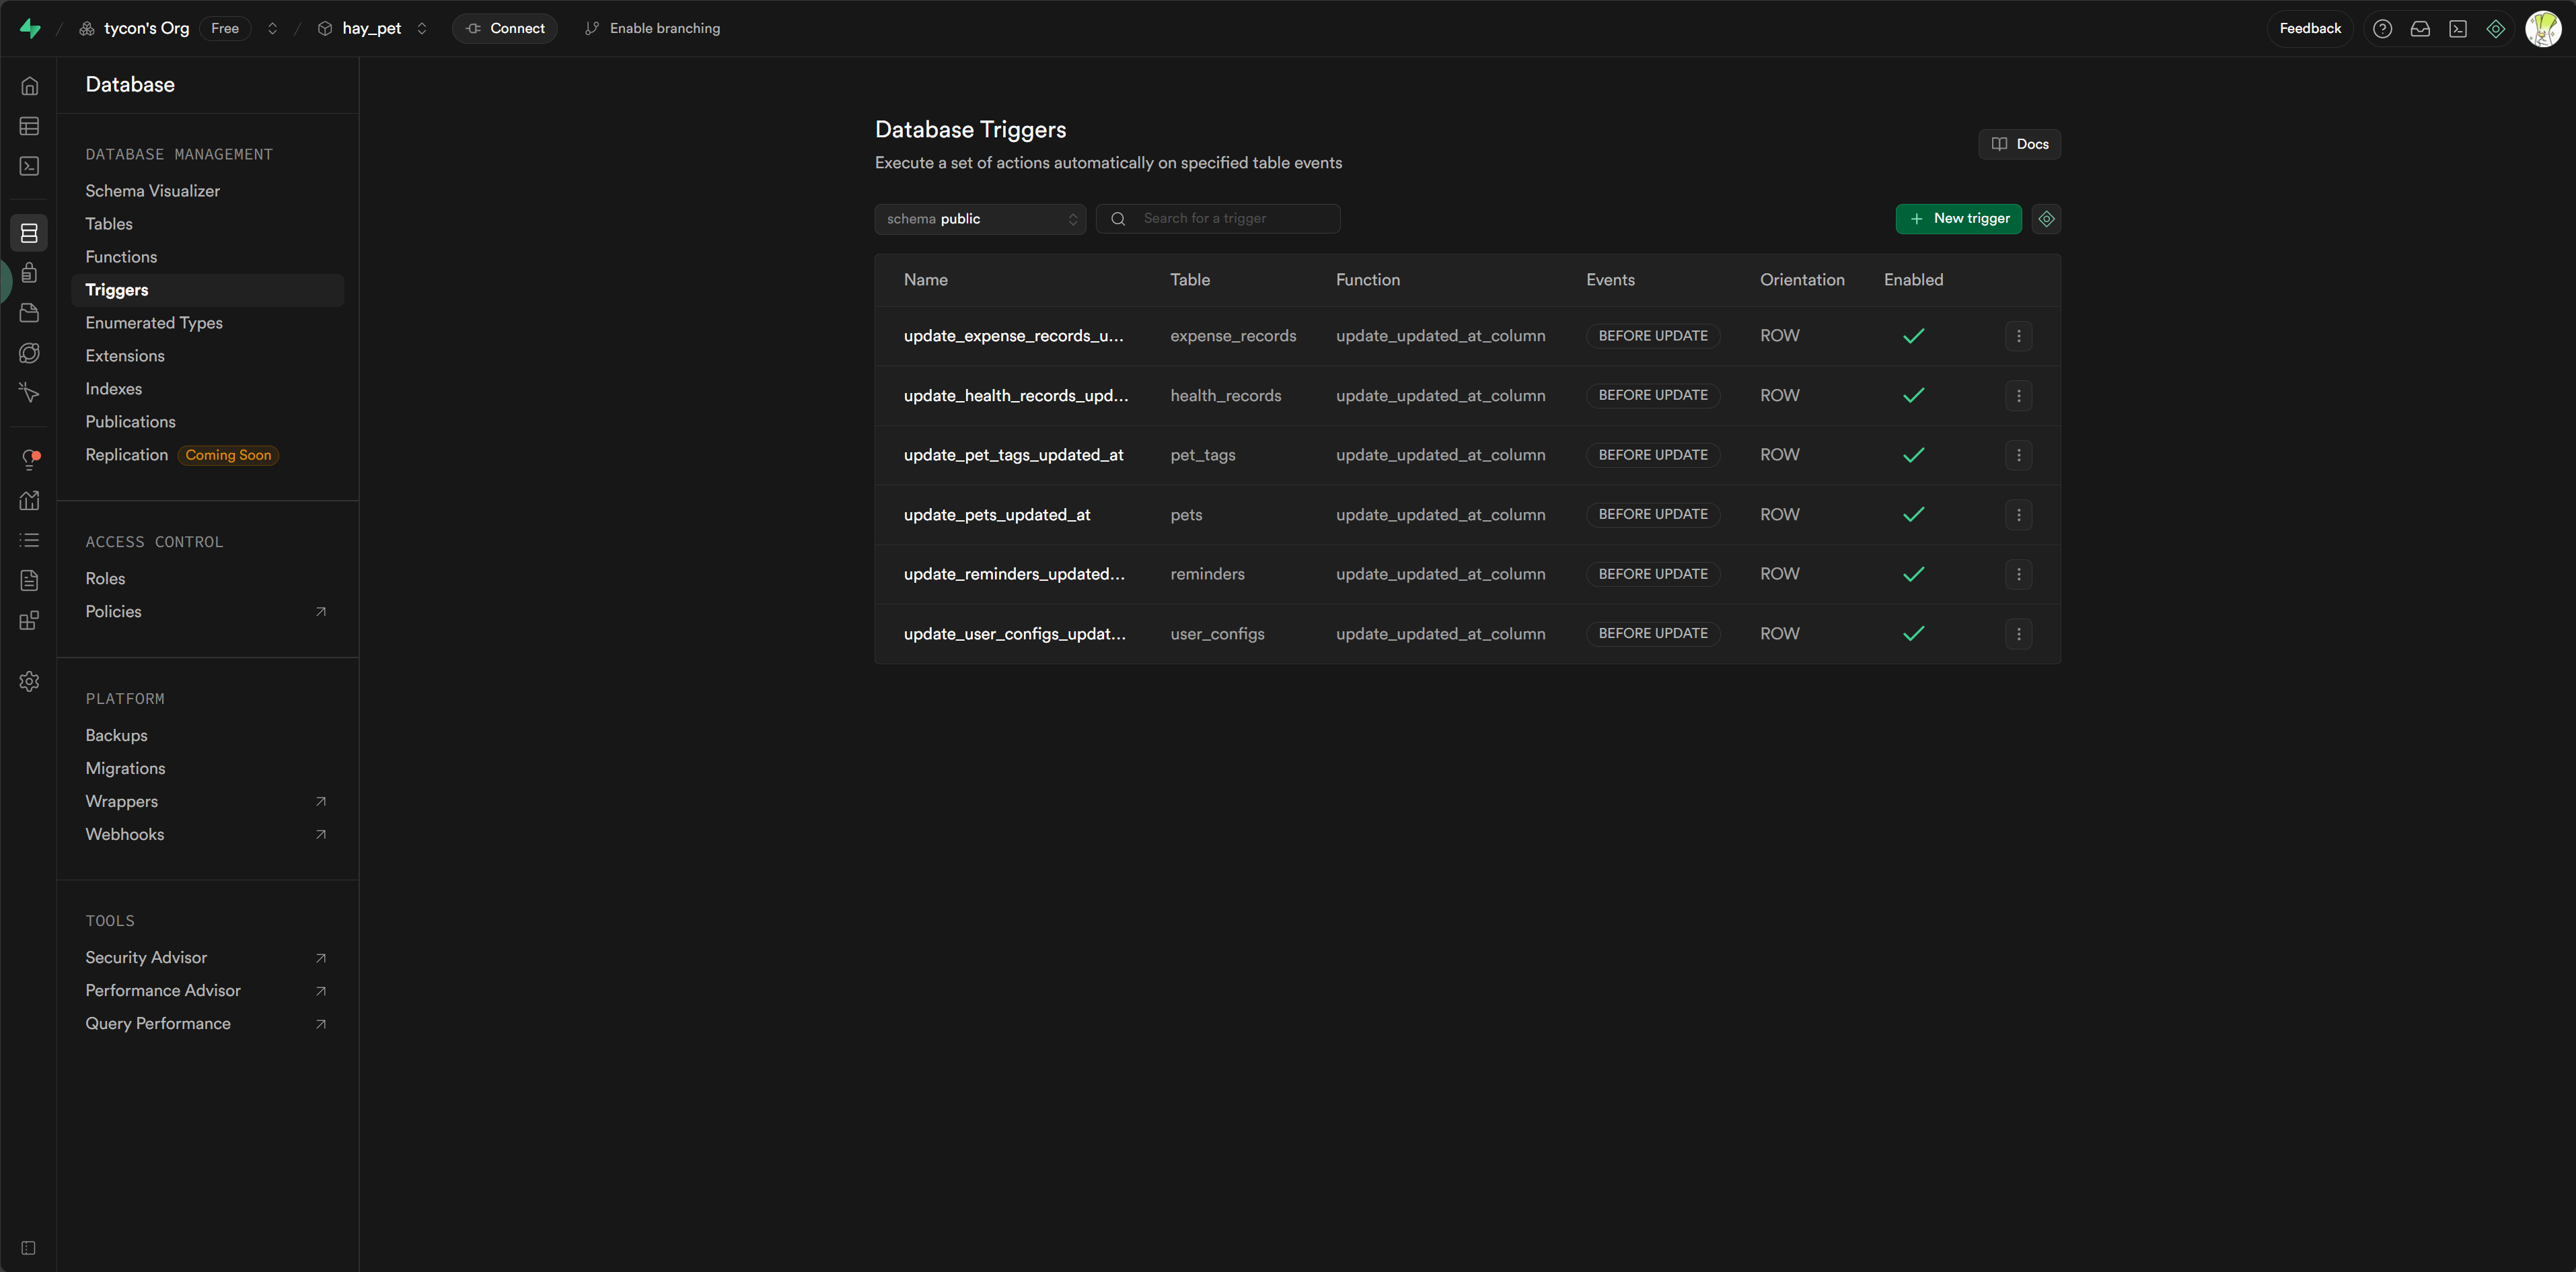 tycon's Org Free hay_pet Connect Enable branching Feedback
Database
DATABASE MANAGEMENT
Schema Visualizer
Tables
Functions
Triggers
Enumerated Types
Extensions
Indexes
Publications
Replication Coming Soon
ACCESS CONTROL
Roles
Policies
PLATFORM
Backups
Migrations
Wrappers
Webhooks
TOOLS
Security Advisor
Performance Advisor
Query Performance
Database Triggers
Execute a set of actions automatically on specified table events
Docs
schema public Search for a trigger New trigger
Name Table Function Events Orientation Enabled
update_expense_records_u... expense_records update_updated_at_column BEFORE UPDATE ROW
update_health_records_upd... health_records update_updated_at_column BEFORE UPDATE ROW
update_pet_tags_updated_at pet_tags update_updated_at_column BEFORE UPDATE ROW
update_pets_updated_at pets update_updated_at_column BEFORE UPDATE ROW
update_reminders_updated... reminders update_updated_at_column BEFORE UPDATE ROW
update_user_configs_updat... user_configs update_updated_at_column BEFORE UPDATE ROW